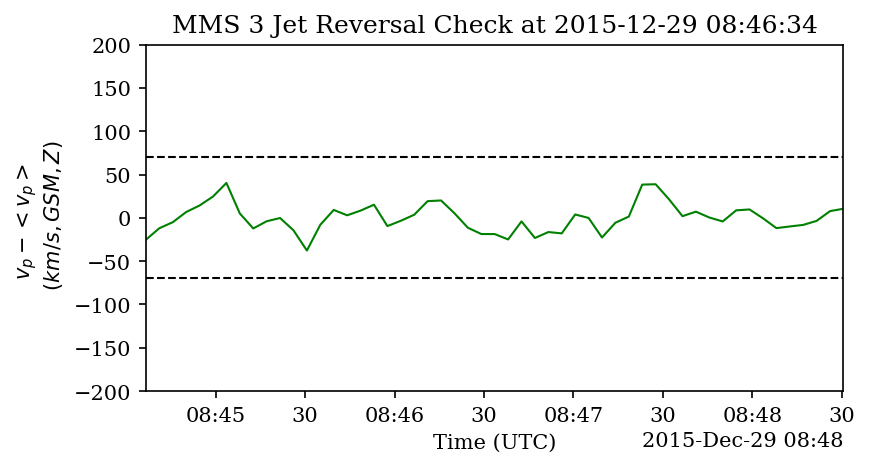 MMS 3 Jet Reversal Check at 2015-12-29 08:46:34
200
150
100
50
0
−50
−100
−150
−200
v_p − < v_p >
(km/s, GSM, Z)
08:45 30 08:46 30 08:47 30 08:48 30
Time (UTC)
2015-Dec-29 08:48